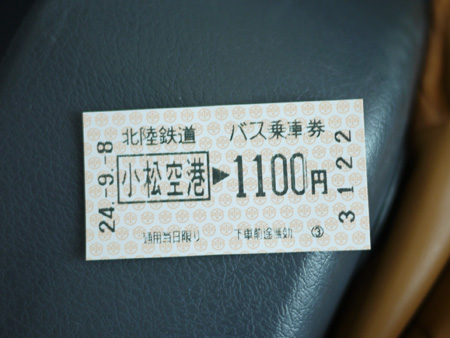 北陸鉄道 バス乗車券
小松空港▶1100円
通用当日限り 下車前途無効 ③
24.-9.-8
3122